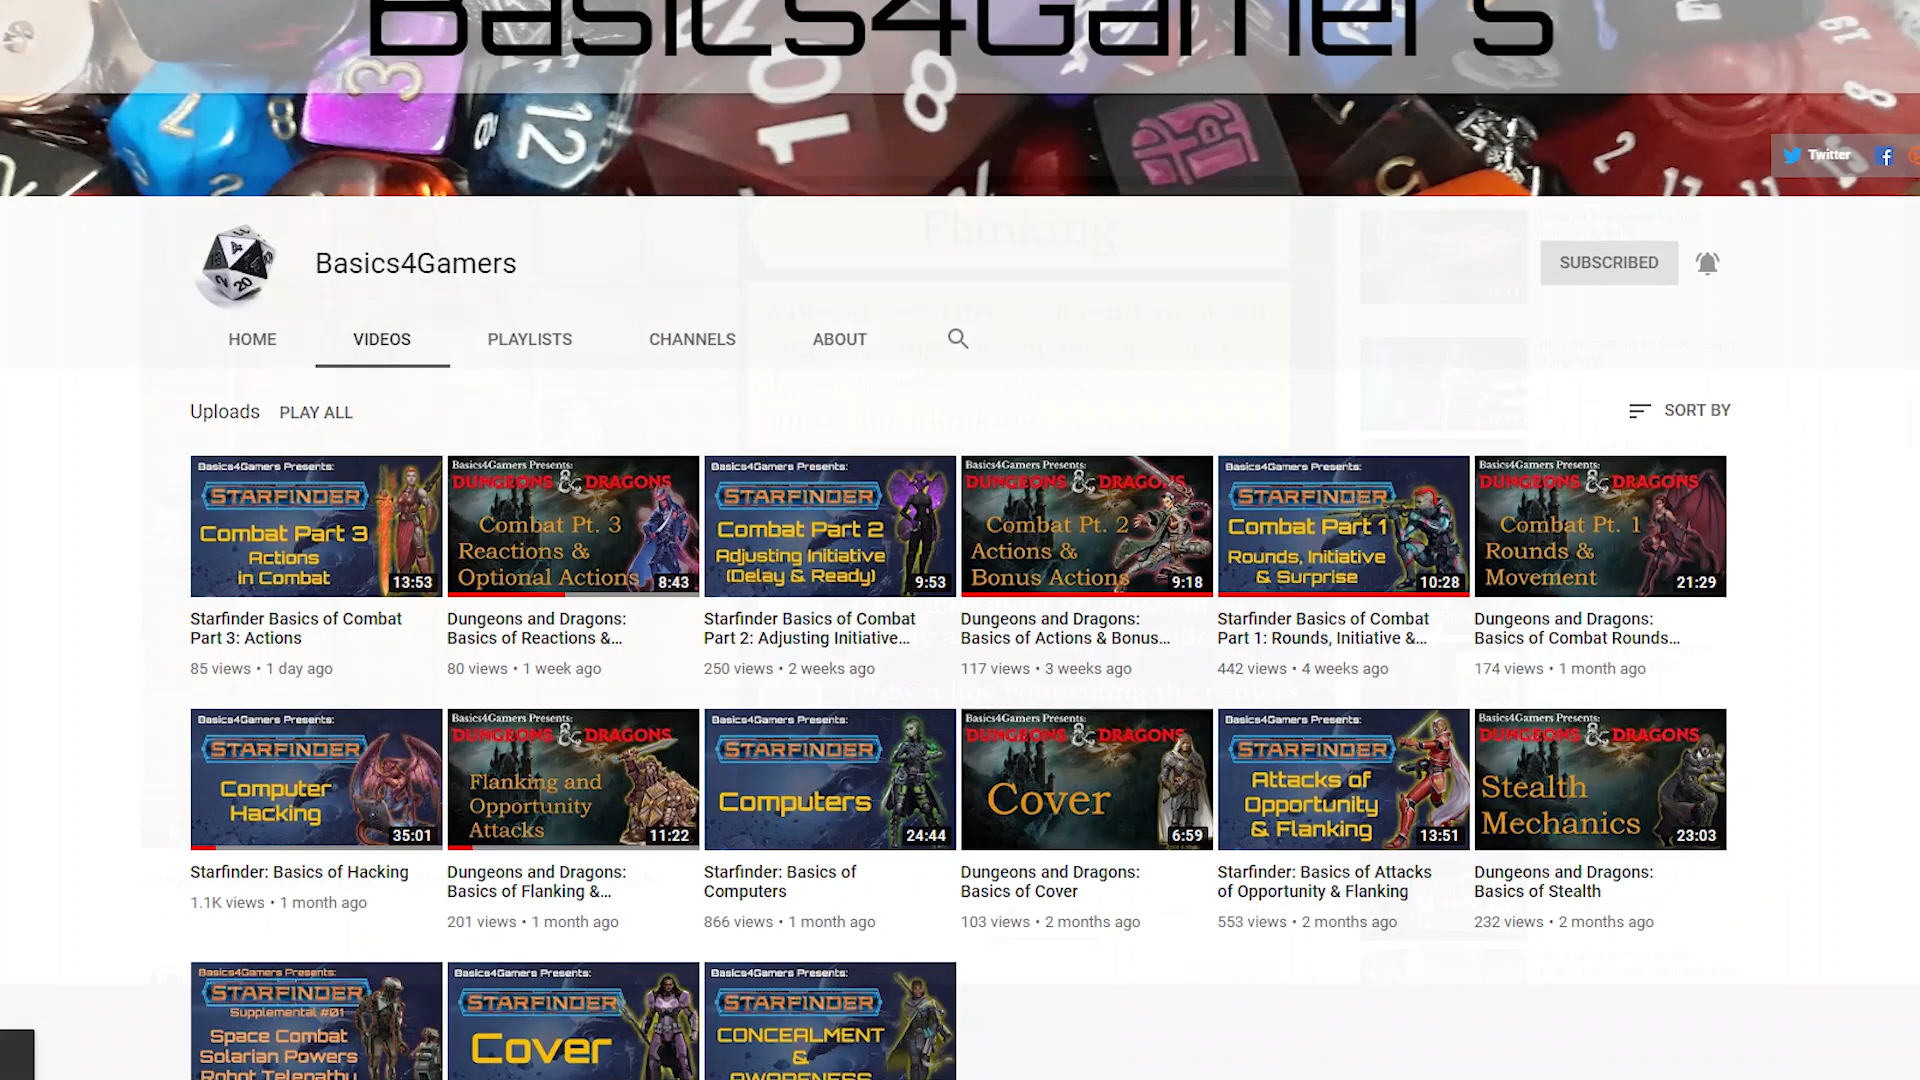 Basics4Gamers
Twitter
Basics4Gamers
SUBSCRIBED
HOME
VIDEOS
PLAYLISTS
CHANNELS
ABOUT
Uploads
PLAY ALL
SORT BY
Basics4Gamers Presents:
STARFINDER
Combat Part 3
Actions
in Combat
13:53
Starfinder Basics of Combat
Part 3: Actions
85 views • 1 day ago
Basics4Gamers Presents:
DUNGEONS & DRAGONS
Combat Pt. 3
Reactions &
Optional Actions
8:43
Dungeons and Dragons:
Basics of Reactions &...
80 views • 1 week ago
Basics4Gamers Presents:
STARFINDER
Combat Part 2
Adjusting Initiative
(Delay & Ready)
9:53
Starfinder Basics of Combat
Part 2: Adjusting Initiative...
250 views • 2 weeks ago
Basics4Gamers Presents:
DUNGEONS & DRAGONS
Combat Pt. 2
Actions &
Bonus Actions
9:18
Dungeons and Dragons:
Basics of Actions & Bonus...
117 views • 3 weeks ago
Basics4Gamers Presents:
STARFINDER
Combat Part 1
Rounds, Initiative
& Surprise
10:28
Starfinder Basics of Combat
Part 1: Rounds, Initiative &...
442 views • 4 weeks ago
Basics4Gamers Presents:
DUNGEONS & DRAGONS
Combat Pt. 1
Rounds &
Movement
21:29
Dungeons and Dragons:
Basics of Combat Rounds...
174 views • 1 month ago
Basics4Gamers Presents:
STARFINDER
Computer
Hacking
35:01
Starfinder: Basics of Hacking
1.1K views • 1 month ago
Basics4Gamers Presents:
DUNGEONS & DRAGONS
Flanking and
Opportunity
Attacks
11:22
Dungeons and Dragons:
Basics of Flanking &...
201 views • 1 month ago
Basics4Gamers Presents:
STARFINDER
Computers
24:44
Starfinder: Basics of
Computers
866 views • 1 month ago
Basics4Gamers Presents:
DUNGEONS & DRAGONS
Cover
6:59
Dungeons and Dragons:
Basics of Cover
103 views • 2 months ago
Basics4Gamers Presents:
STARFINDER
Attacks of
Opportunity
& Flanking
13:51
Starfinder: Basics of Attacks
of Opportunity & Flanking
553 views • 2 months ago
Basics4Gamers Presents:
DUNGEONS & DRAGONS
Stealth
Mechanics
23:03
Dungeons and Dragons:
Basics of Stealth
232 views • 2 months ago
Basics4Gamers Presents:
STARFINDER
Supplemental #01
Space Combat
Solarian Powers
Robot Telepathy
Basics4Gamers Presents:
STARFINDER
Cover
Basics4Gamers Presents:
STARFINDER
CONCEALMENT
&
AWARENESS
Flanking